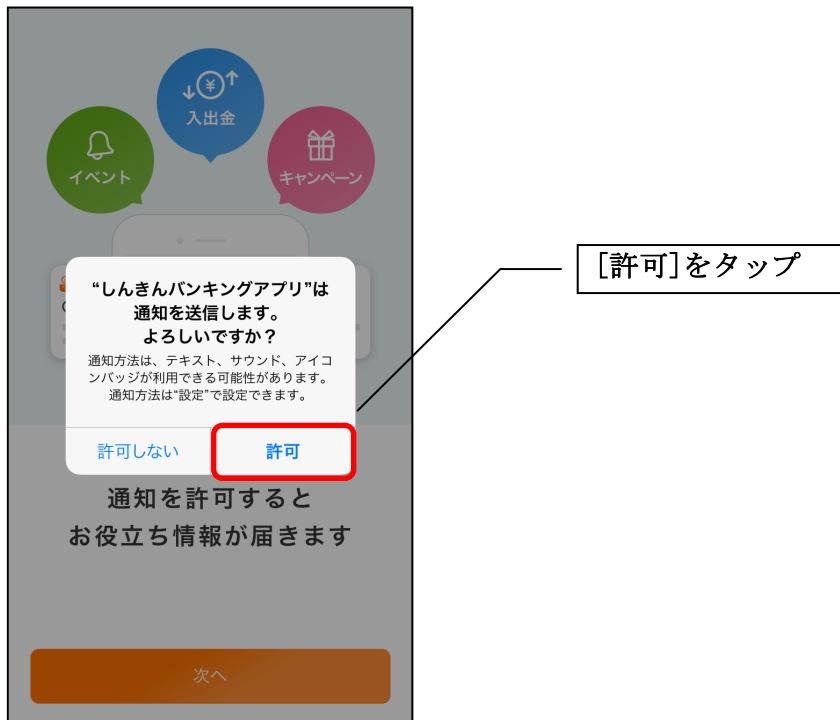 入出金
イベント
キャンペーン
“しんきんバンキングアプリ”は
通知を送信します。
よろしいですか?
通知方法は、テキスト、サウンド、アイコ
ンバッジが利用できる可能性があります。
通知方法は“設定”で設定できます。
許可しない
許可
通知を許可すると
お役立ち情報が届きます
次へ
[許可]をタップ